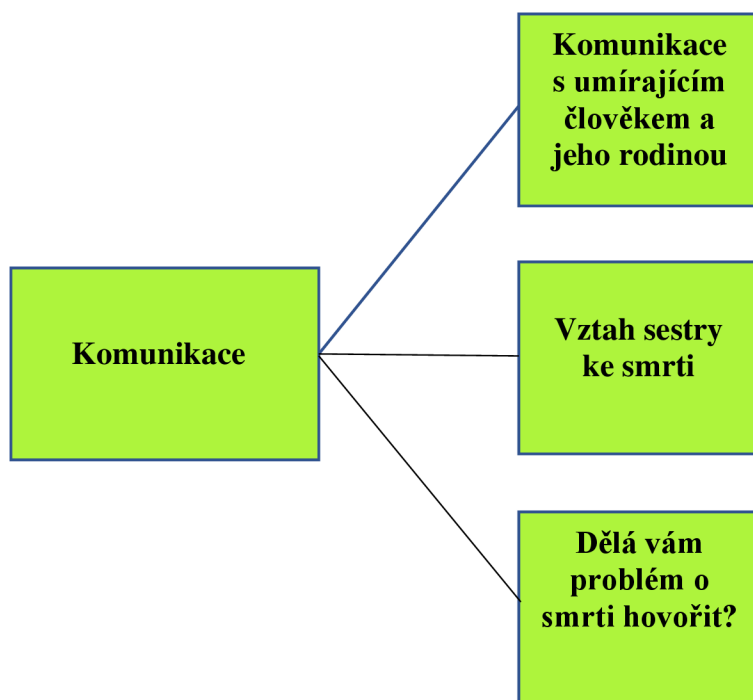 Komunikace
Komunikace
s umírajícím
člověkem a
jeho rodinou
Vztah sestry
ke smrti
Dělá vám
problém o
smrti hovořit?